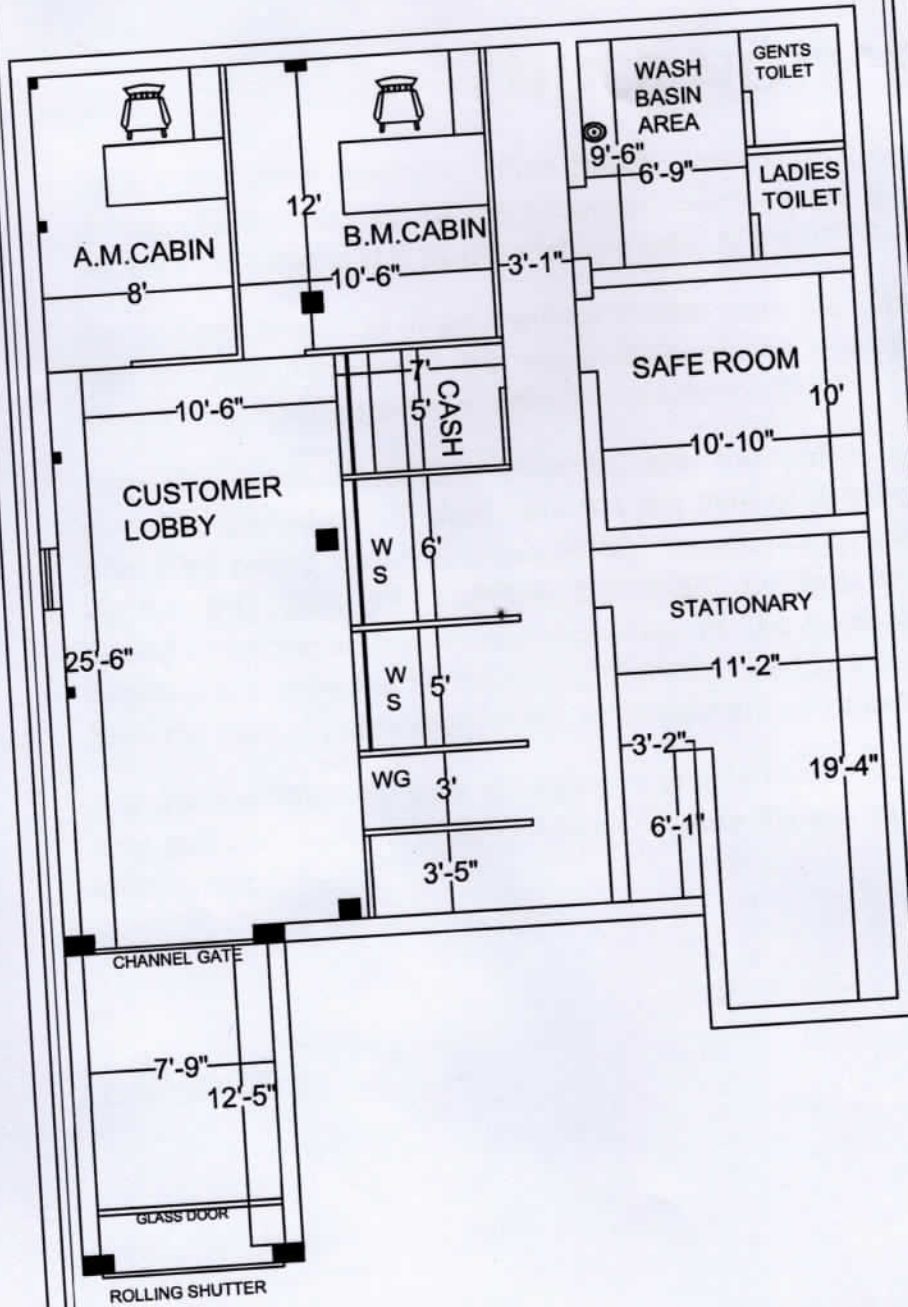 WASH
BASIN
AREA
GENTS
TOILET
9'-6"
6'-9"
LADIES
TOILET
12'
A.M.CABIN
B.M.CABIN
8'
10'-6"
3'-1"
SAFE ROOM
10'
10'-10"
7'
5'
CASH
10'-6"
CUSTOMER
LOBBY
W
S
6'
STATIONARY
11'-2"
25'-6"
W
S
5'
3'-2"
19'-4"
WG
3'
6'-1"
3'-5"
CHANNEL GATE
7'-9"
12'-5"
GLASS DOOR
ROLLING SHUTTER